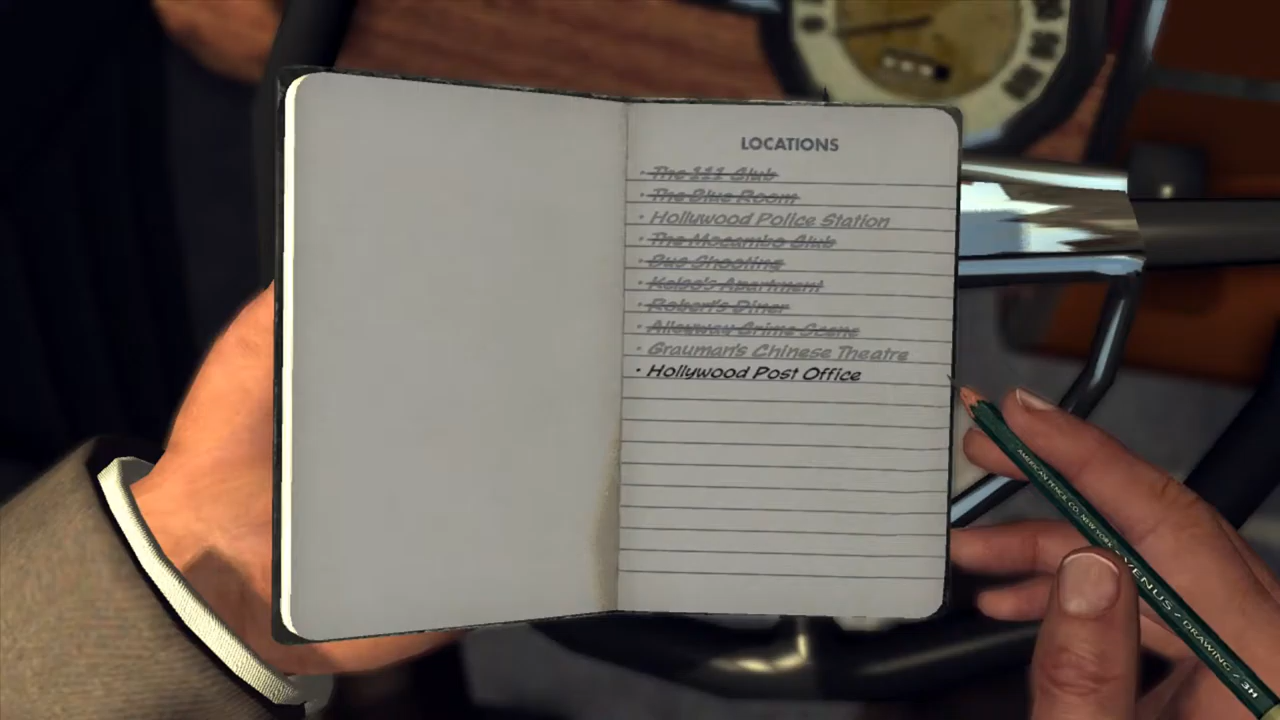 LOCATIONS
· The 111 Club
· The Blue Room
· Hollywood Police Station
· The Mocambo Club
· Bus Shooting
· Kelso's Apartment
· Robert's Diner
· Alleyway Crime Scene
· Grauman's Chinese Theatre
· Hollywood Post Office
AMERICAN PENCIL CO. NEW YORK VENUS / DRAWING / 3H